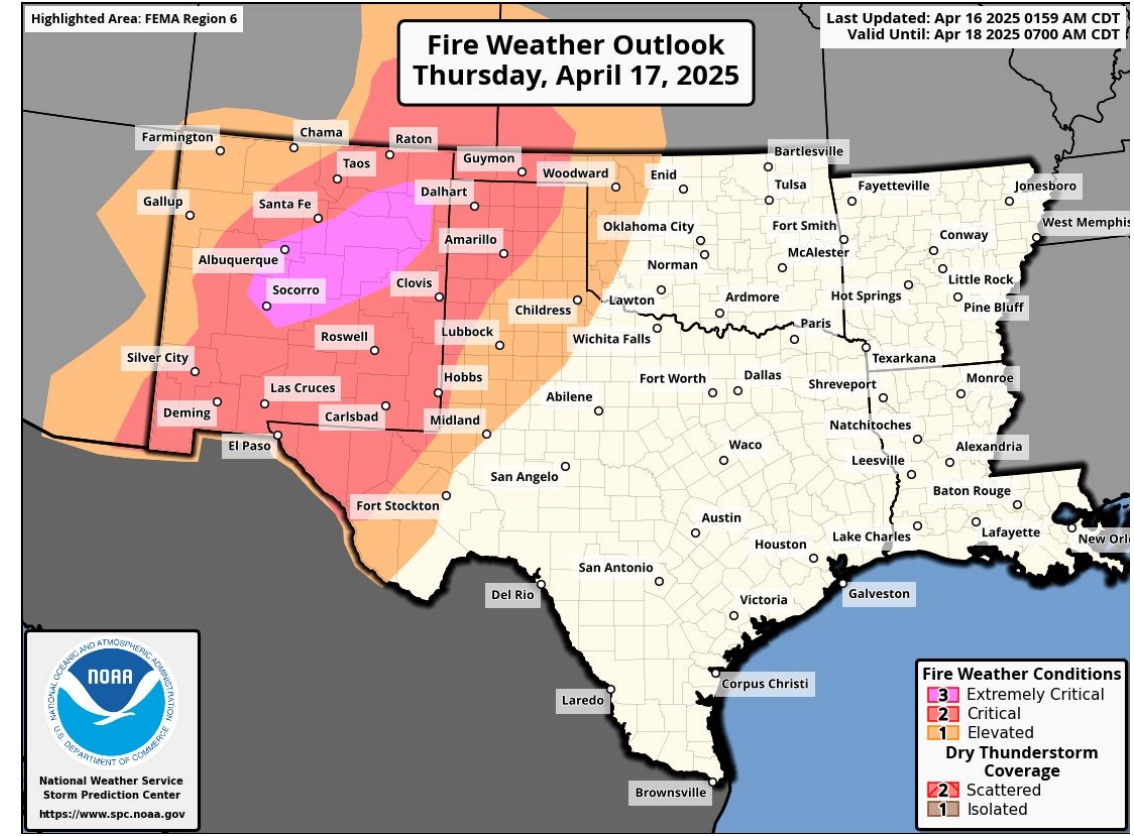 Highlighted Area: FEMA Region 6
Last Updated: Apr 16 2025 0159 AM CDT
Valid Until: Apr 18 2025 0700 AM CDT
Fire Weather Outlook
Thursday, April 17, 2025
Farmington
Chama
Raton
Taos
Guymon
Woodward
Enid
Bartlesville
Tulsa
Fayetteville
Jonesboro
Gallup
Santa Fe
Dalhart
West Memphis
Oklahoma City
Fort Smith
Conway
Albuquerque
Amarillo
Norman
McAlester
Little Rock
Socorro
Clovis
Childress
Lawton
Ardmore
Hot Springs
Pine Bluff
Roswell
Lubbock
Wichita Falls
Paris
Silver City
Texarkana
Las Cruces
Hobbs
Fort Worth
Dallas
Shreveport
Monroe
Deming
Carlsbad
Midland
Abilene
Natchitoches
El Paso
Waco
Alexandria
San Angelo
Leesville
Fort Stockton
Baton Rouge
Austin
Lake Charles
Lafayette
New Orl
Houston
San Antonio
Del Rio
Victoria
Galveston
Laredo
Corpus Christi
Brownsville
NATIONAL OCEANIC AND ATMOSPHERIC ADMINISTRATION
NOAA
U.S. DEPARTMENT OF COMMERCE
National Weather Service
Storm Prediction Center
https://www.spc.noaa.gov
Fire Weather Conditions
3 Extremely Critical
2 Critical
1 Elevated
Dry Thunderstorm
Coverage
2 Scattered
1 Isolated